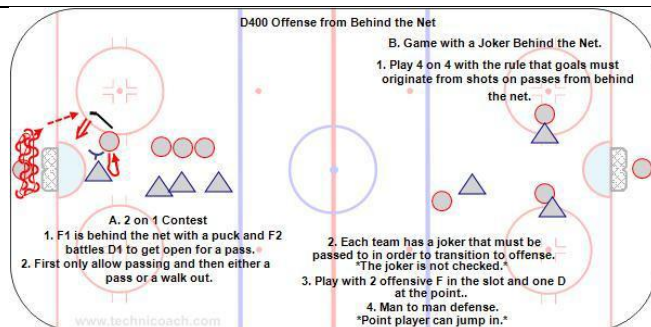 D400 Offense from Behind the Net
B. Game with a Joker Behind the Net.
1. Play 4 on 4 with the rule that goals must
originate from shots on passes from behind
the net.
A. 2 on 1 Contest
1. F1 is behind the net with a puck and F2
battles D1 to get open for a pass.
2. First only allow passing and then either a
pass or a walk out.
2. Each team has a joker that must be
passed to in order to transition to offense.
*The joker is not checked.*
3. Play with 2 offensive F in the slot and one D
at the point..
4. Man to man defense.
*Point player can jump in.*
www.technicoach.com